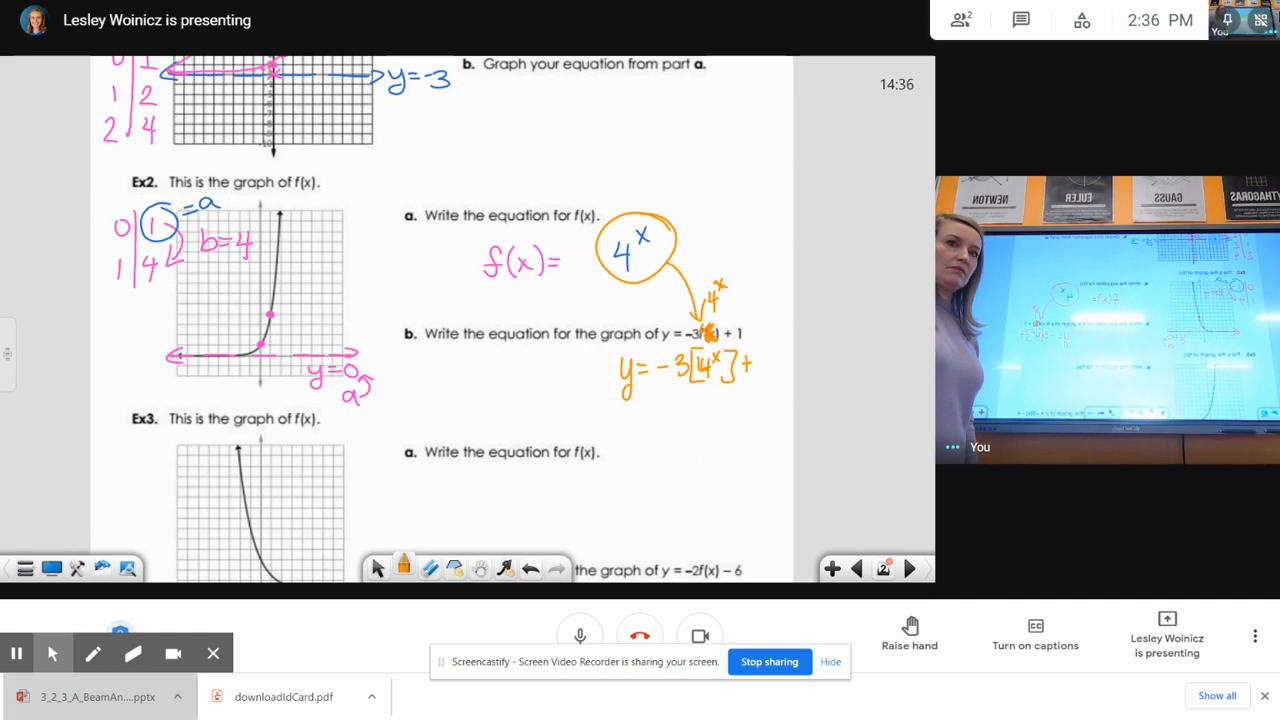 Lesley Woinicz is presenting
2
2:36 PM
You
14:36
0 | 1
1 | 2
2 | 4
y=-3
b. Graph your equation from part a.
Ex2. This is the graph of f(x).
0 | 1 =a
1 | 4 b=4
y=0
a
a. Write the equation for f(x).
f(x)= 4^x
4^x
b. Write the equation for the graph of y = -3 + 1
y = -3[4^x] +
Ex3. This is the graph of f(x).
a. Write the equation for f(x).
the graph of y = -2f(x) - 6
2
NEWTON
EULER
GAUSS
PYTHAGORAS
You
Raise hand
Turn on captions
Lesley Woinicz
is presenting
Screencastify - Screen Video Recorder is sharing your screen.
Stop sharing
Hide
3_2_3_A_BeamAn....pptx
downloadIdCard.pdf
Show all